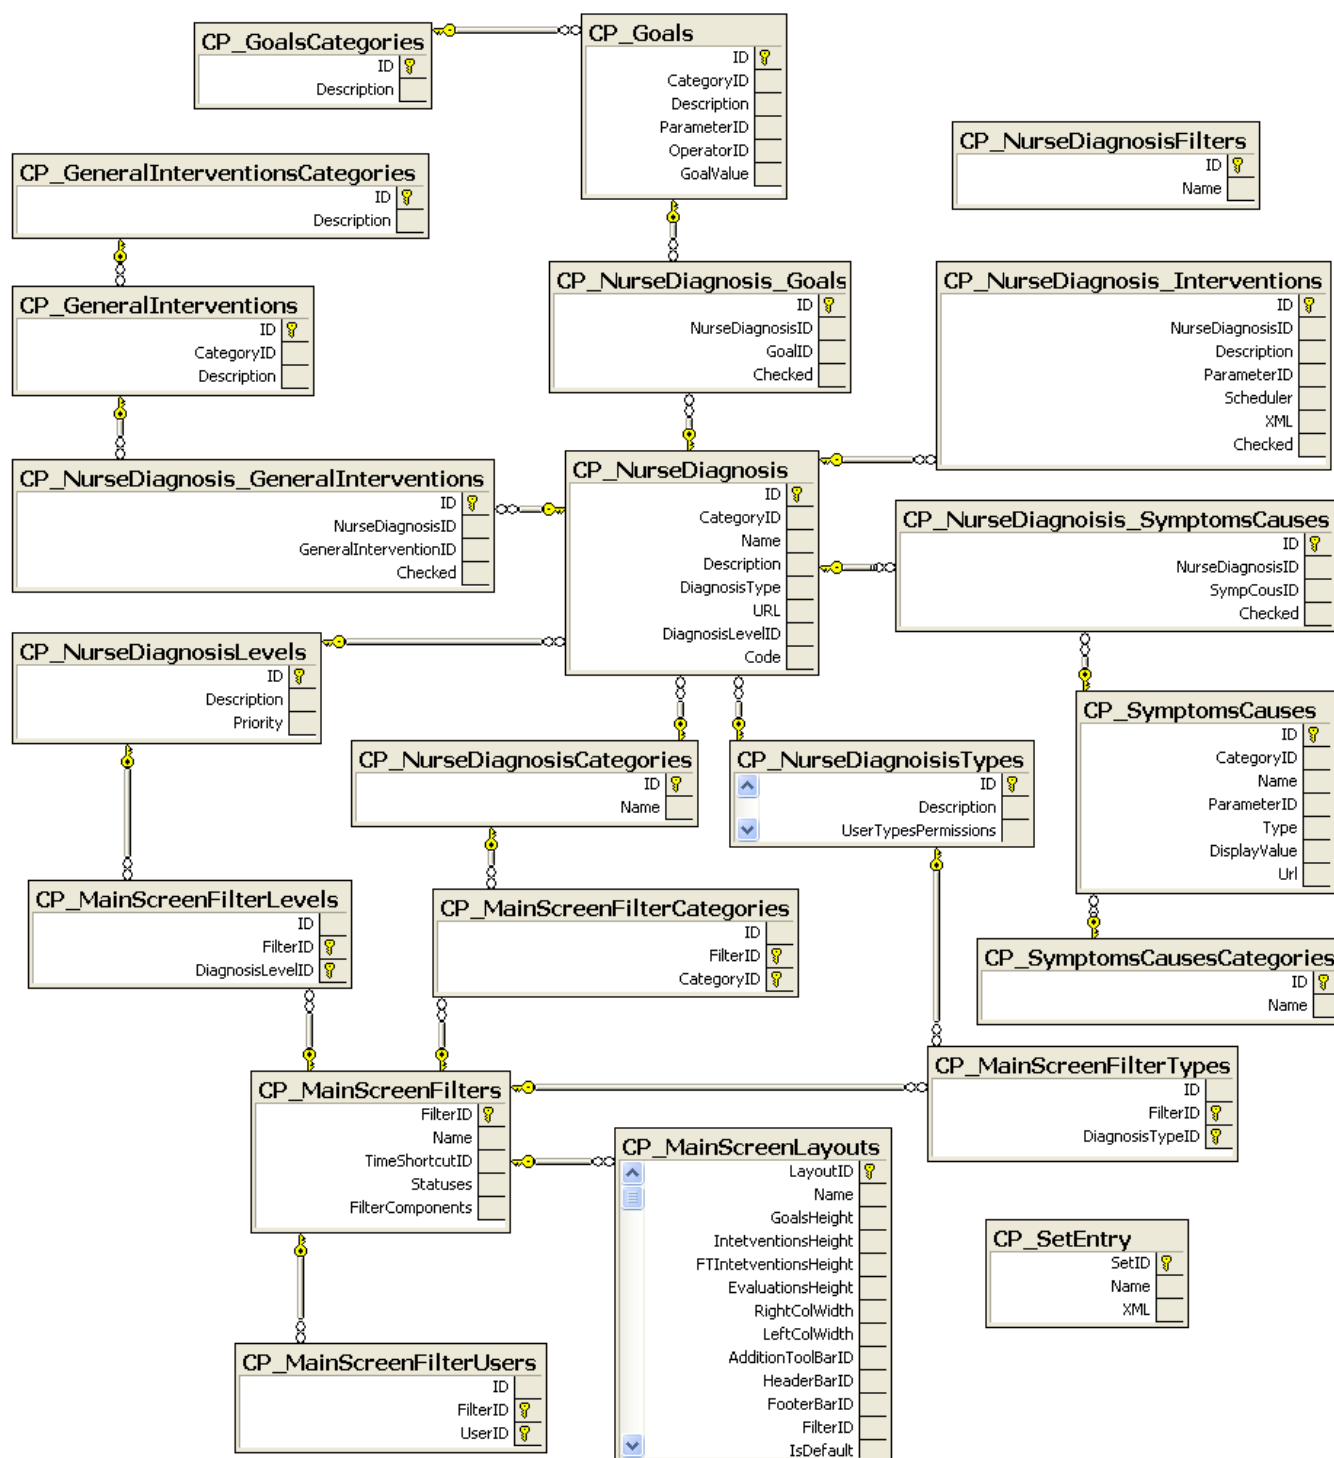 CP_GoalsCategories
ID
Description
CP_Goals
ID
CategoryID
Description
ParameterID
OperatorID
GoalValue
CP_NurseDiagnosisFilters
ID
Name
CP_GeneralInterventionsCategories
ID
Description
CP_GeneralInterventions
ID
CategoryID
Description
CP_NurseDiagnosis_Goals
ID
NurseDiagnosisID
GoalID
Checked
CP_NurseDiagnosis_Interventions
ID
NurseDiagnosisID
Description
ParameterID
Scheduler
XML
Checked
CP_NurseDiagnosis_GeneralInterventions
ID
NurseDiagnosisID
GeneralInterventionID
Checked
CP_NurseDiagnosis
ID
CategoryID
Name
Description
DiagnosisType
URL
DiagnosisLevelID
Code
CP_NurseDiagnoisis_SymptomsCauses
ID
NurseDiagnosisID
SympCousID
Checked
CP_NurseDiagnosisLevels
ID
Description
Priority
CP_NurseDiagnosisCategories
ID
Name
CP_NurseDiagnoisisTypes
ID
Description
UserTypesPermissions
CP_SymptomsCauses
ID
CategoryID
Name
ParameterID
Type
DisplayValue
Url
CP_MainScreenFilterLevels
ID
FilterID
DiagnosisLevelID
CP_MainScreenFilterCategories
ID
FilterID
CategoryID
CP_SymptomsCausesCategories
ID
Name
CP_MainScreenFilters
FilterID
Name
TimeShortcutID
Statuses
FilterComponents
CP_MainScreenFilterTypes
ID
FilterID
DiagnosisTypeID
CP_MainScreenLayouts
LayoutID
Name
GoalsHeight
IntetventionsHeight
FTIntetventionsHeight
EvaluationsHeight
RightColWidth
LeftColWidth
AdditionToolBarID
HeaderBarID
FooterBarID
FilterID
IsDefault
CP_SetEntry
SetID
Name
XML
CP_MainScreenFilterUsers
ID
FilterID
UserID